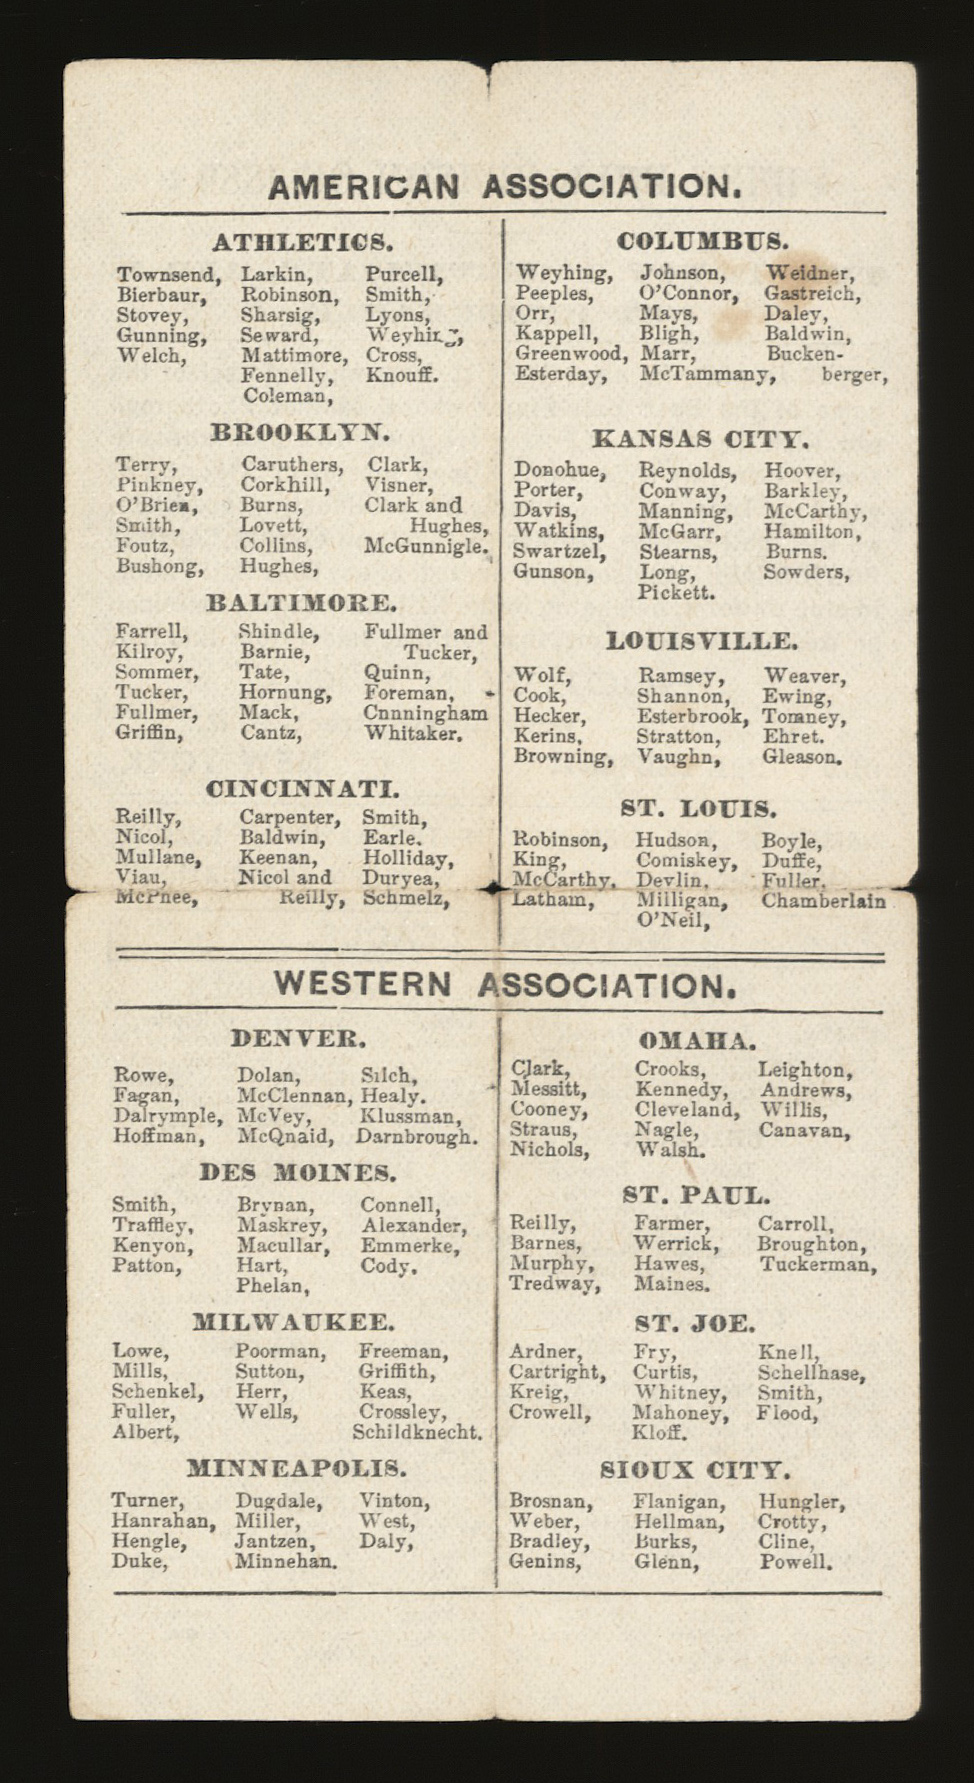 AMERICAN ASSOCIATION.
ATHLETICS.
Townsend, Larkin, Purcell,
Bierbaur, Robinson, Smith,
Stovey, Sharsig, Lyons,
Gunning, Seward, Weyhing,
Welch, Mattimore, Cross,
Fennelly, Knouff.
Coleman,
BROOKLYN.
Terry, Caruthers, Clark,
Pinkney, Corkhill, Visner,
O'Brien, Burns, Clark and
Smith, Lovett, Hughes,
Foutz, Collins, McGunnigle.
Bushong, Hughes,
BALTIMORE.
Farrell, Shindle, Fullmer and
Kilroy, Barnie, Tucker,
Sommer, Tate, Quinn,
Tucker, Hornung, Foreman,
Fullmer, Mack, Cnnningham
Griffin, Cantz, Whitaker.
CINCINNATI.
Reilly, Carpenter, Smith,
Nicol, Baldwin, Earle.
Mullane, Keenan, Holliday,
Viau, Nicol and Duryea,
McPhee, Reilly, Schmelz,
COLUMBUS.
Weyhing, Johnson, Weidner,
Peeples, O'Connor, Gastreich,
Orr, Mays, Daley,
Kappell, Bligh, Baldwin,
Greenwood, Marr, Bucken-
Esterday, McTammany, berger,
KANSAS CITY.
Donohue, Reynolds, Hoover,
Porter, Conway, Barkley,
Davis, Manning, McCarthy,
Watkins, McGarr, Hamilton,
Swartzel, Stearns, Burns.
Gunson, Long, Sowders,
Pickett.
LOUISVILLE.
Wolf, Ramsey, Weaver,
Cook, Shannon, Ewing,
Hecker, Esterbrook, Tomney,
Kerins, Stratton, Ehret.
Browning, Vaughn, Gleason.
ST. LOUIS.
Robinson, Hudson, Boyle,
King, Comiskey, Duffe,
McCarthy, Devlin, Fuller,
Latham, Milligan, Chamberlain
O'Neil,
WESTERN ASSOCIATION.
DENVER.
Rowe, Dolan, Silch,
Fagan, McClennan, Healy.
Dalrymple, McVey, Klussman,
Hoffman, McQnaid, Darnbrough.
DES MOINES.
Smith, Brynan, Connell,
Traffley, Maskrey, Alexander,
Kenyon, Macullar, Emmerke,
Patton, Hart, Cody.
Phelan,
MILWAUKEE.
Lowe, Poorman, Freeman,
Mills, Sutton, Griffith,
Schenkel, Herr, Keas,
Fuller, Wells, Crossley,
Albert, Schildknecht.
MINNEAPOLIS.
Turner, Dugdale, Vinton,
Hanrahan, Miller, West,
Hengle, Jantzen, Daly,
Duke, Minnehan.
OMAHA.
Clark, Crooks, Leighton,
Messitt, Kennedy, Andrews,
Cooney, Cleveland, Willis,
Straus, Nagle, Canavan,
Nichols, Walsh.
ST. PAUL.
Reilly, Farmer, Carroll,
Barnes, Werrick, Broughton,
Murphy, Hawes, Tuckerman,
Tredway, Maines.
ST. JOE.
Ardner, Fry, Knell,
Cartright, Curtis, Schellhase,
Kreig, Whitney, Smith,
Crowell, Mahoney, Flood,
Kloff.
SIOUX CITY.
Brosnan, Flanigan, Hungler,
Weber, Hellman, Crotty,
Bradley, Burks, Cline,
Genins, Glenn, Powell.